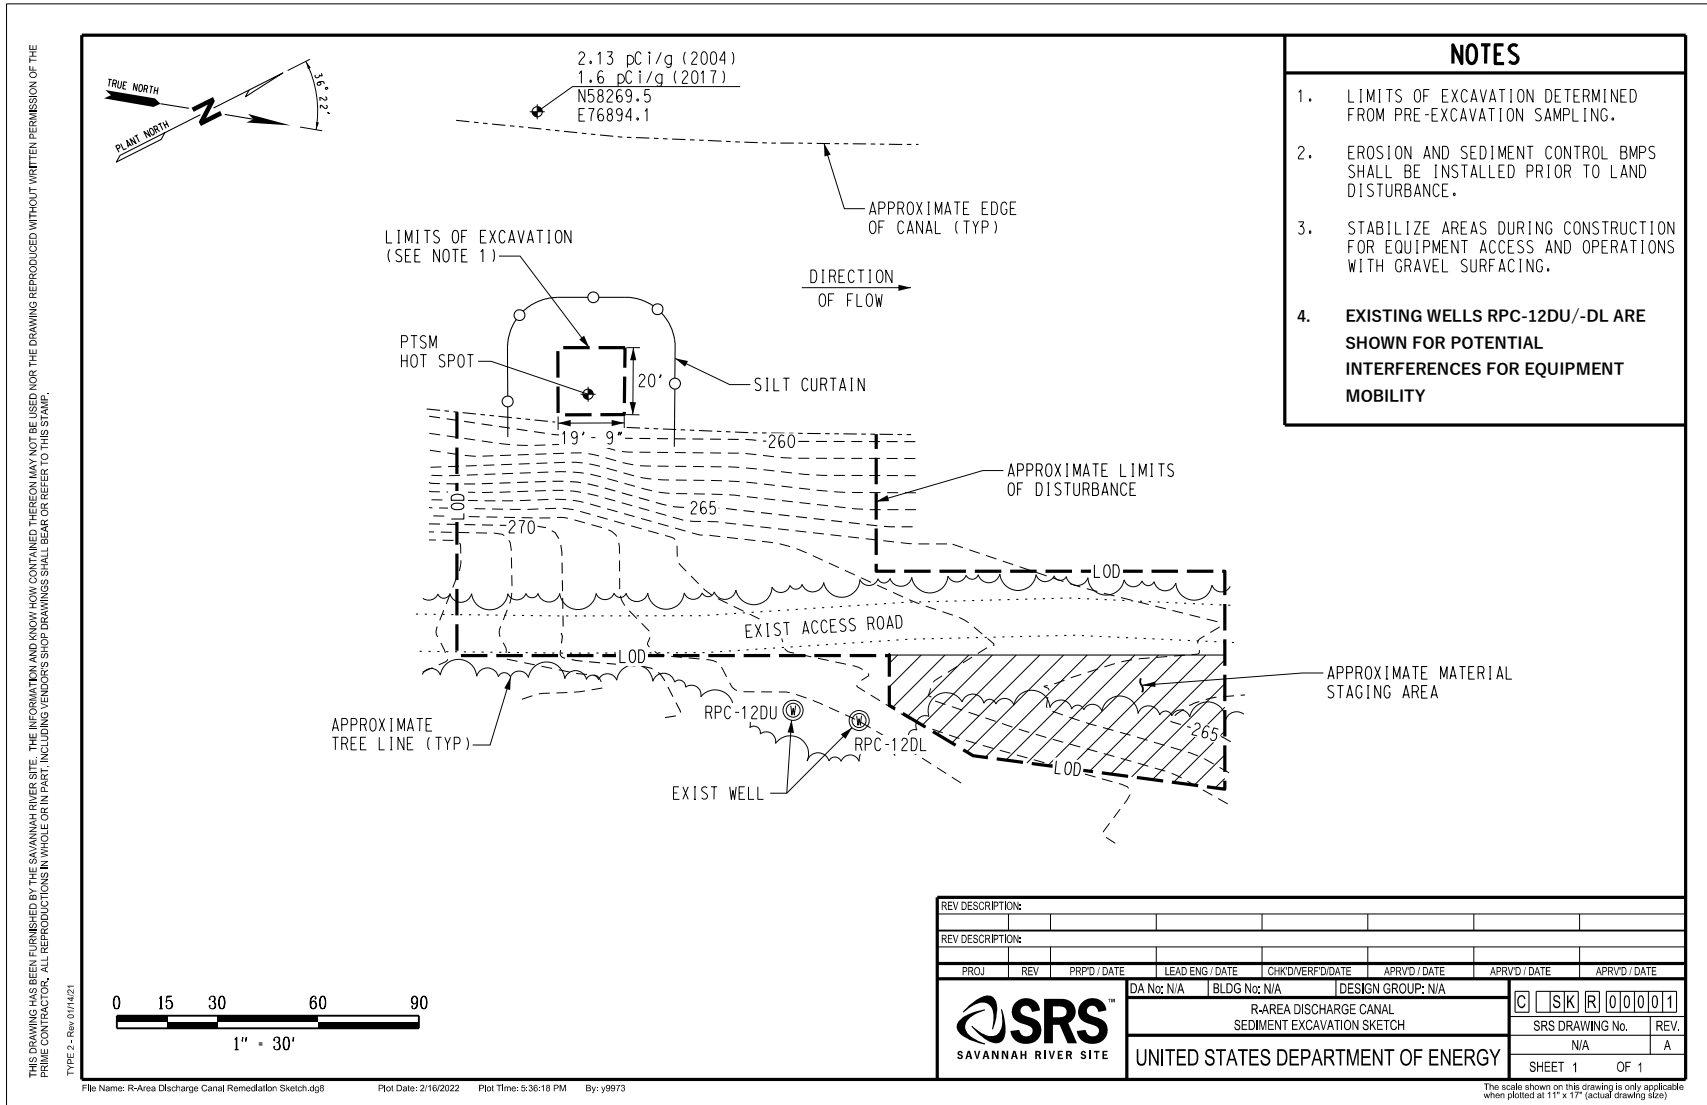 THIS DRAWING HAS BEEN FURNISHED BY THE SAVANNAH RIVER SITE. THE INFORMATION AND KNOW HOW CONTAINED THEREON MAY NOT BE USED NOR THE DRAWING REPRODUCED WITHOUT WRITTEN PERMISSION OF THE
PRIME CONTRACTOR. ALL REPRODUCTIONS IN WHOLE OR IN PART, INCLUDING VENDOR'S SHOP DRAWINGS SHALL BEAR OR REFER TO THIS STAMP.
TYPE 2 - Rev 01/14/21
TRUE NORTH
PLANT NORTH
N
36° 22'
2.13 pCi/g (2004)
1.6 pCi/g (2017)
N58269.5
E76894.1
APPROXIMATE EDGE
OF CANAL (TYP)
LIMITS OF EXCAVATION
(SEE NOTE 1)
DIRECTION
OF FLOW
PTSM
HOT SPOT
20'
SILT CURTAIN
19'- 9"
260
APPROXIMATE LIMITS
OF DISTURBANCE
LOD
265
270
LOD
EXIST ACCESS ROAD
LOD
APPROXIMATE MATERIAL
STAGING AREA
RPC-12DU
W
W
RPC-12DL
APPROXIMATE
TREE LINE (TYP)
265
LOD
EXIST WELL
NOTES
1. LIMITS OF EXCAVATION DETERMINED
FROM PRE-EXCAVATION SAMPLING.
2. EROSION AND SEDIMENT CONTROL BMPS
SHALL BE INSTALLED PRIOR TO LAND
DISTURBANCE.
3. STABILIZE AREAS DURING CONSTRUCTION
FOR EQUIPMENT ACCESS AND OPERATIONS
WITH GRAVEL SURFACING.
4. EXISTING WELLS RPC-12DU/-DL ARE
SHOWN FOR POTENTIAL
INTERFERENCES FOR EQUIPMENT
MOBILITY
0 15 30 60 90
1" = 30'
REV DESCRIPTION:
REV DESCRIPTION:
PROJ REV PRP'D / DATE LEAD ENG / DATE CHK'D/VERF'D/DATE APRV'D / DATE APRV'D / DATE APRV'D / DATE
SRS™
SAVANNAH RIVER SITE
DA No: N/A BLDG No: N/A DESIGN GROUP: N/A
R-AREA DISCHARGE CANAL
SEDIMENT EXCAVATION SKETCH
UNITED STATES DEPARTMENT OF ENERGY
C SK R 00001
SRS DRAWING No. REV.
N/A A
SHEET 1 OF 1
File Name: R-Area Discharge Canal Remediation Sketch.dg8 Plot Date: 2/16/2022 Plot Time: 5:36:18 PM By: y9973
The scale shown on this drawing is only applicable
when plotted at 11" x 17" (actual drawing size)